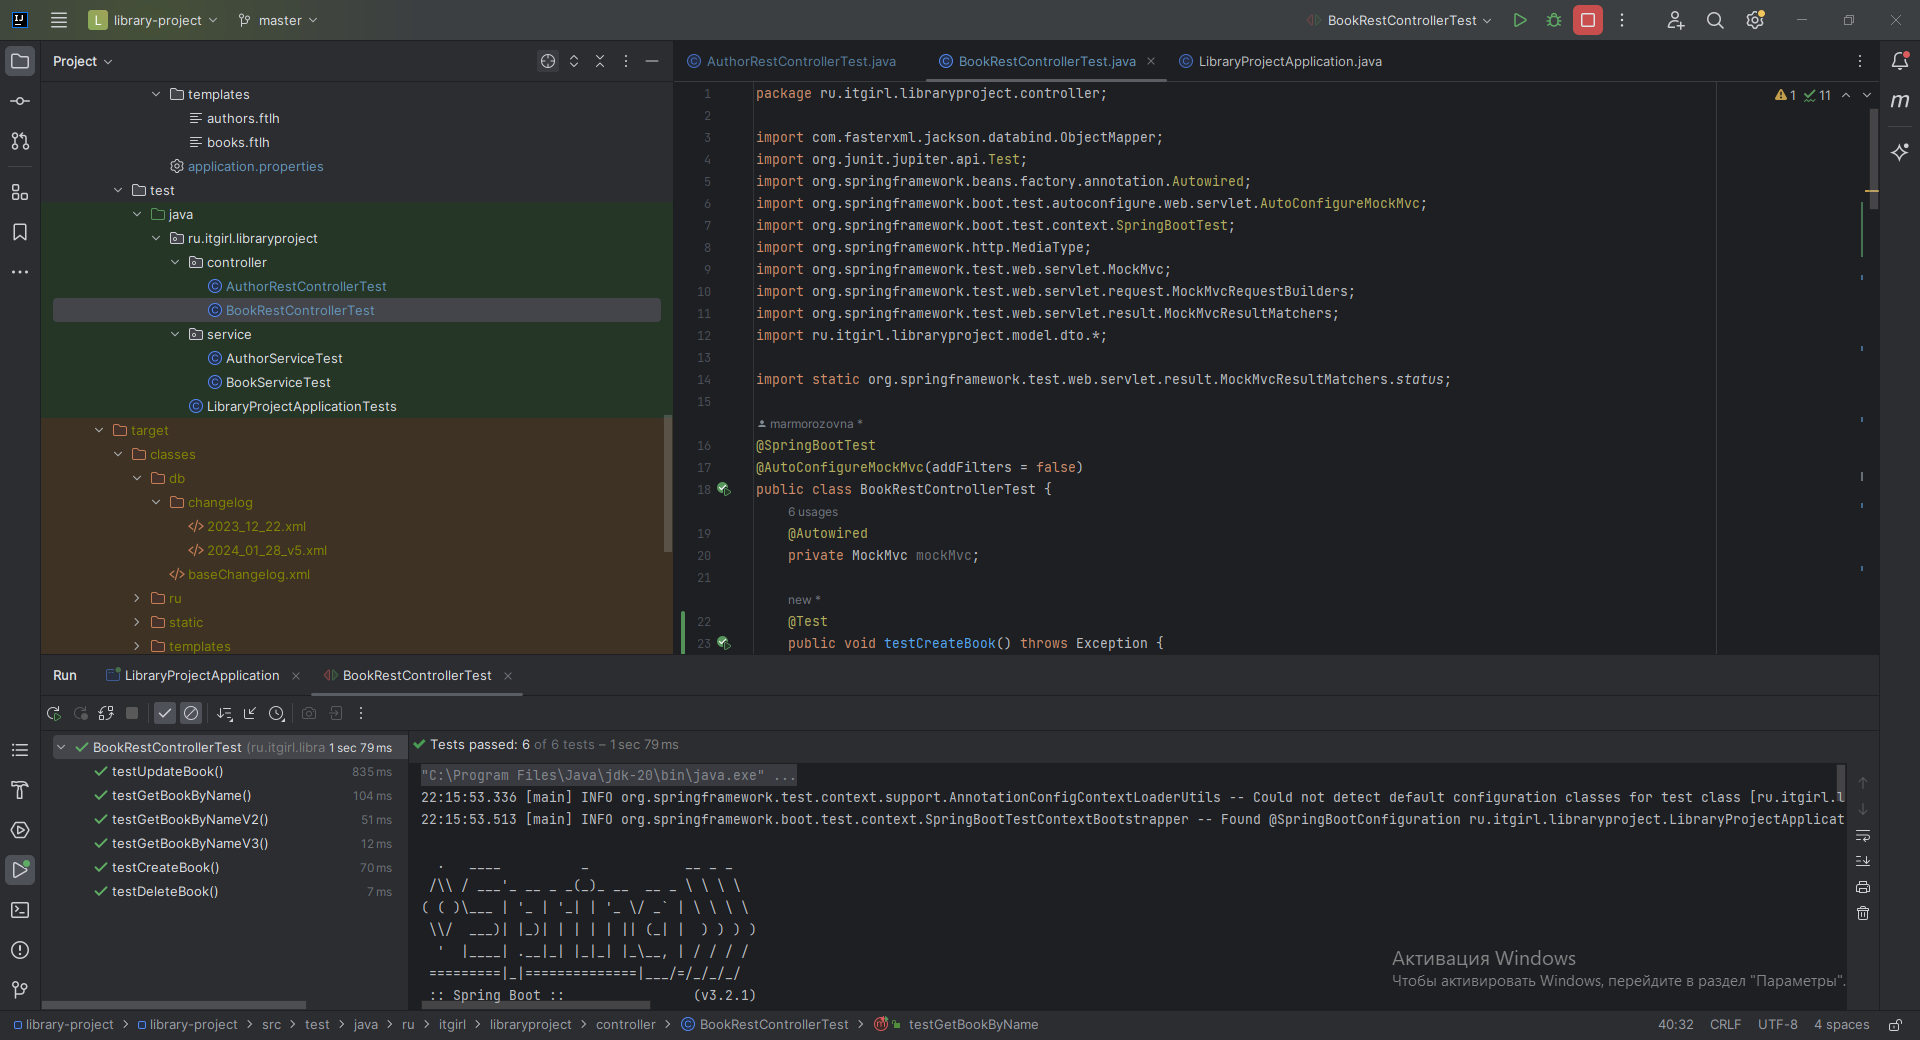 L library-project master BookRestControllerTest
Project
AuthorRestControllerTest.java BookRestControllerTest.java LibraryProjectApplication.java
templates
authors.ftlh
books.ftlh
application.properties
test
java
ru.itgirl.libraryproject
controller
AuthorRestControllerTest
BookRestControllerTest
service
AuthorServiceTest
BookServiceTest
LibraryProjectApplicationTests
target
classes
db
changelog
2023_12_22.xml
2024_01_28_v5.xml
baseChangelog.xml
ru
static
templates
1 11
1 package ru.itgirl.libraryproject.controller;
2
3 import com.fasterxml.jackson.databind.ObjectMapper;
4 import org.junit.jupiter.api.Test;
5 import org.springframework.beans.factory.annotation.Autowired;
6 import org.springframework.boot.test.autoconfigure.web.servlet.AutoConfigureMockMvc;
7 import org.springframework.boot.test.context.SpringBootTest;
8 import org.springframework.http.MediaType;
9 import org.springframework.test.web.servlet.MockMvc;
10 import org.springframework.test.web.servlet.request.MockMvcRequestBuilders;
11 import org.springframework.test.web.servlet.result.MockMvcResultMatchers;
12 import ru.itgirl.libraryproject.model.dto.*;
13
14 import static org.springframework.test.web.servlet.result.MockMvcResultMatchers.status;
15
marmorozovna *
16 @SpringBootTest
17 @AutoConfigureMockMvc(addFilters = false)
18 public class BookRestControllerTest {
6 usages
19 @Autowired
20 private MockMvc mockMvc;
21
new *
22 @Test
23 public void testCreateBook() throws Exception {
m
Run LibraryProjectApplication BookRestControllerTest
BookRestControllerTest (ru.itgirl.libra 1 sec 79 ms
testUpdateBook() 835 ms
testGetBookByName() 104 ms
testGetBookByNameV2() 51 ms
testGetBookByNameV3() 12 ms
testCreateBook() 70 ms
testDeleteBook() 7 ms
Tests passed: 6 of 6 tests – 1 sec 79 ms
"C:\Program Files\Java\jdk-20\bin\java.exe" ...
22:15:53.336 [main] INFO org.springframework.test.context.support.AnnotationConfigContextLoaderUtils -- Could not detect default configuration classes for test class [ru.itgirl.l
22:15:53.513 [main] INFO org.springframework.boot.test.context.SpringBootTestContextBootstrapper -- Found @SpringBootConfiguration ru.itgirl.libraryproject.LibraryProjectApplicat
  .   ____          _            __ _ _
 /\\ / ___'_ __ _ _(_)_ __  __ _ \ \ \ \
( ( )\___ | '_ | '_| | '_ \/ _` | \ \ \ \
 \\/  ___)| |_)| | | | | || (_| |  ) ) ) )
  '  |____| .__|_| |_|_| |_\__, | / / / /
 =========|_|==============|___/=/_/_/_/
 :: Spring Boot ::                (v3.2.1)
Активация Windows
Чтобы активировать Windows, перейдите в раздел "Параметры".
library-project > library-project > src > test > java > ru > itgirl > libraryproject > controller > BookRestControllerTest > testGetBookByName 40:32 CRLF UTF-8 4 spaces